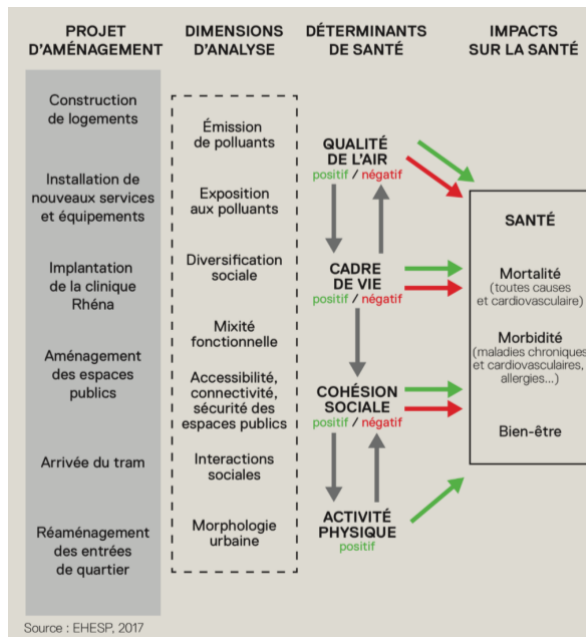 PROJET
D'AMÉNAGEMENT
Construction
de logements
Installation de
nouveaux services
et équipements
Implantation
de la clinique
Rhéna
Aménagement
des espaces
publics
Arrivée du tram
Réaménagement
des entrées
de quartier
DIMENSIONS
D'ANALYSE
Émission
de polluants
Exposition
aux polluants
Diversification
sociale
Mixité
fonctionnelle
Accessibilité,
connectivité,
sécurité des
espaces publics
Interactions
sociales
Morphologie
urbaine
DÉTERMINANTS
DE SANTÉ
QUALITÉ
DE L'AIR
positif / négatif
CADRE
DE VIE
positif / négatif
COHÉSION
SOCIALE
positif / négatif
ACTIVITÉ
PHYSIQUE
positif
IMPACTS
SUR LA SANTÉ
SANTÉ
Mortalité
(toutes causes
et cardiovasculaire)
Morbidité
(maladies chroniques
et cardiovasculaires,
allergies...)
Bien-être
Source : EHESP, 2017